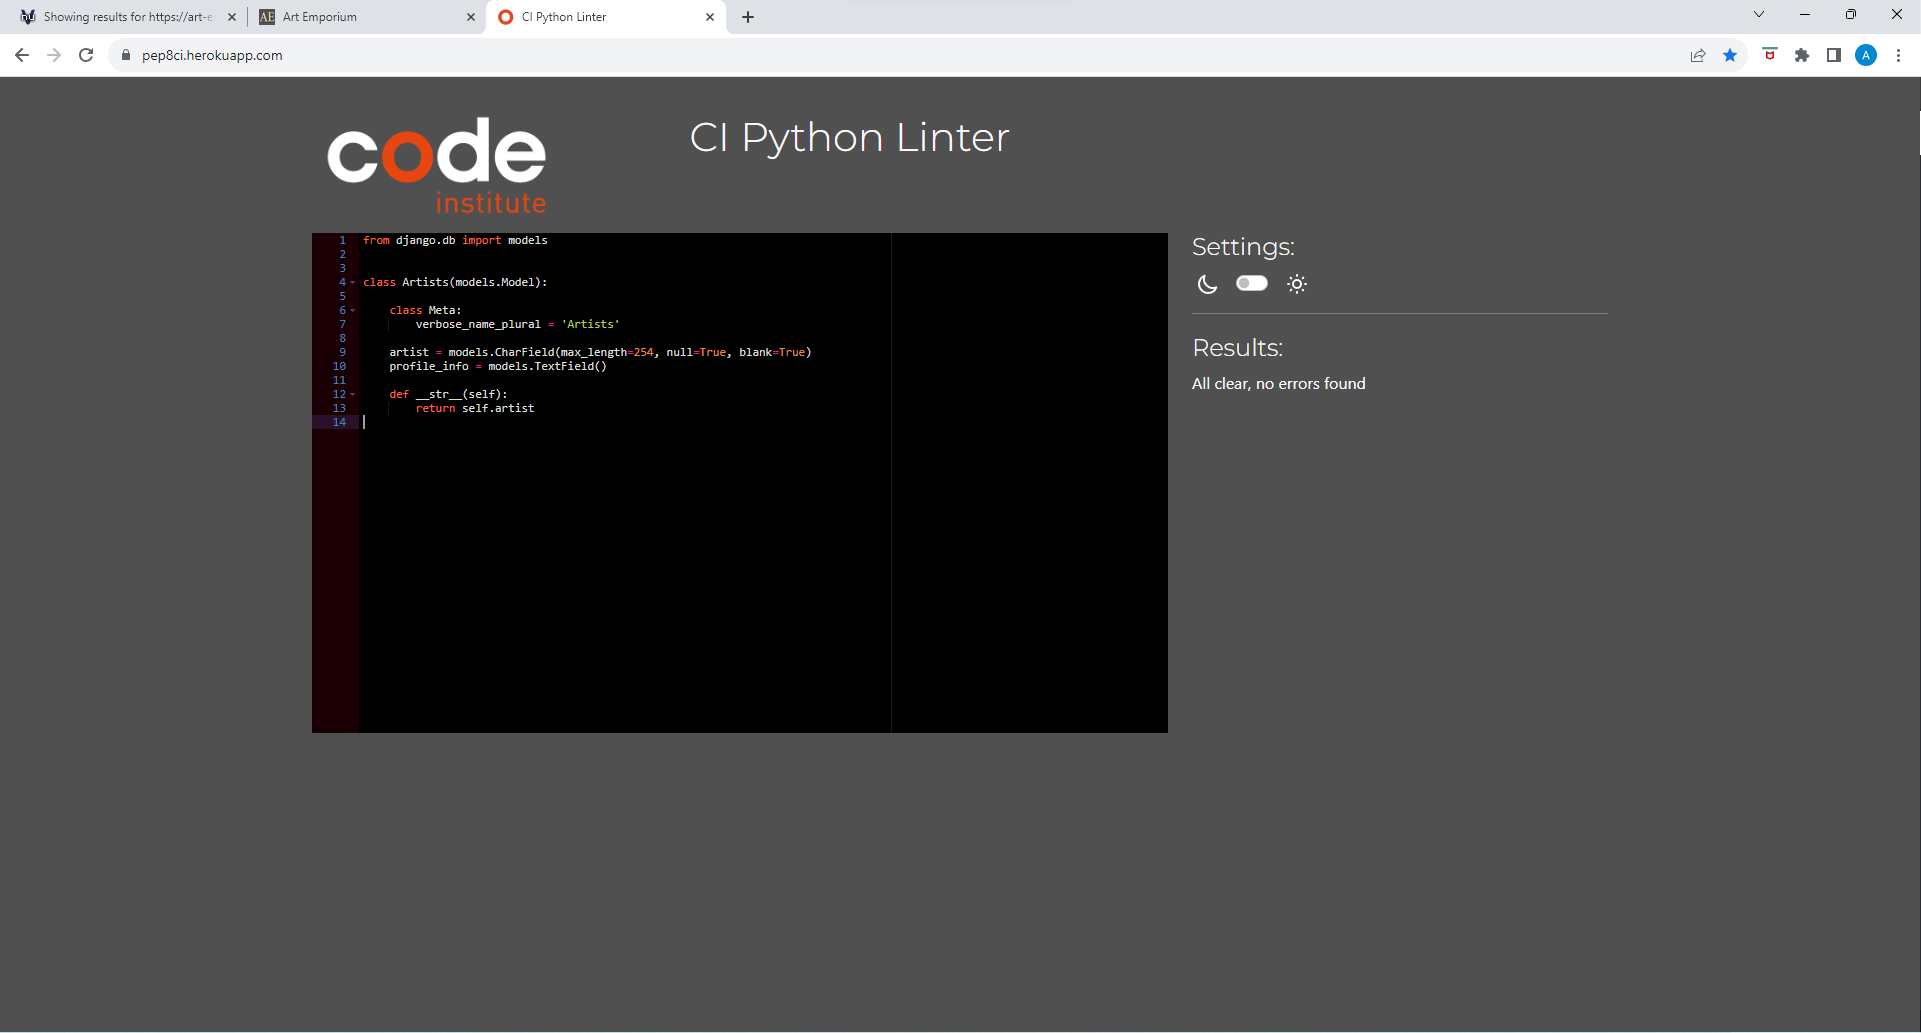 Showing results for https://art-e
AE Art Emporium
CI Python Linter
pep8ci.herokuapp.com
A
code
institute
CI Python Linter
1 from django.db import models
2
3
4 class Artists(models.Model):
5
6     class Meta:
7         verbose_name_plural = 'Artists'
8
9     artist = models.CharField(max_length=254, null=True, blank=True)
10     profile_info = models.TextField()
11
12     def __str__(self):
13         return self.artist
14
Settings:
Results:
All clear, no errors found